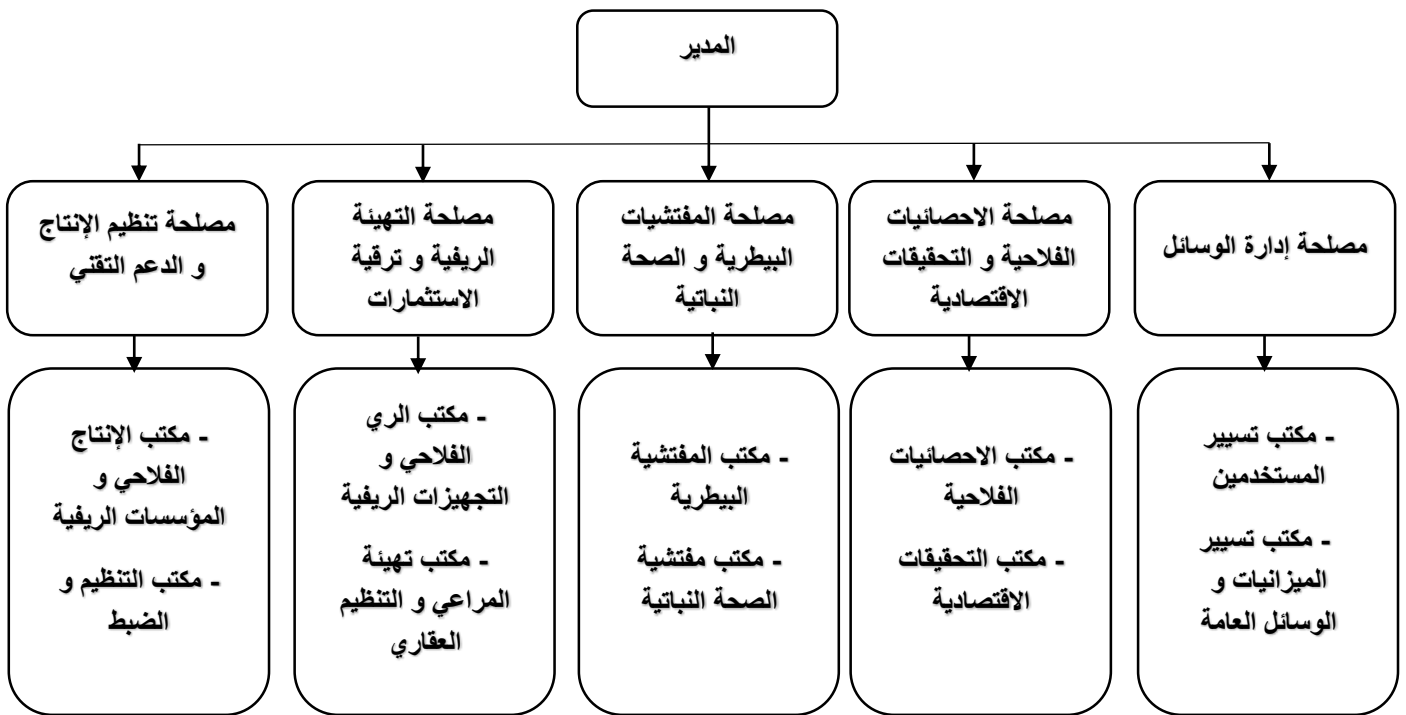 المدير
مصلحة إدارة الوسائل
مصلحة الاحصائيات
الفلاحية و التحقيقات
الاقتصادية
مصلحة المفتشيات
البيطرية و الصحة
النباتية
مصلحة التهيئة
الريفية و ترقية
الاستثمارات
مصلحة تنظيم الإنتاج
و الدعم التقني
- مكتب تسيير
المستخدمين
- مكتب تسيير
الميزانيات و
الوسائل العامة
- مكتب الاحصائيات
الفلاحية
- مكتب التحقيقات
الاقتصادية
- مكتب المفتشية
البيطرية
- مكتب مفتشية
الصحة النباتية
- مكتب الري
الفلاحي و
التجهيزات الريفية
- مكتب تهيئة
المراعي و التنظيم
العقاري
- مكتب الإنتاج
الفلاحي و
المؤسسات الريفية
- مكتب التنظيم و
الضبط